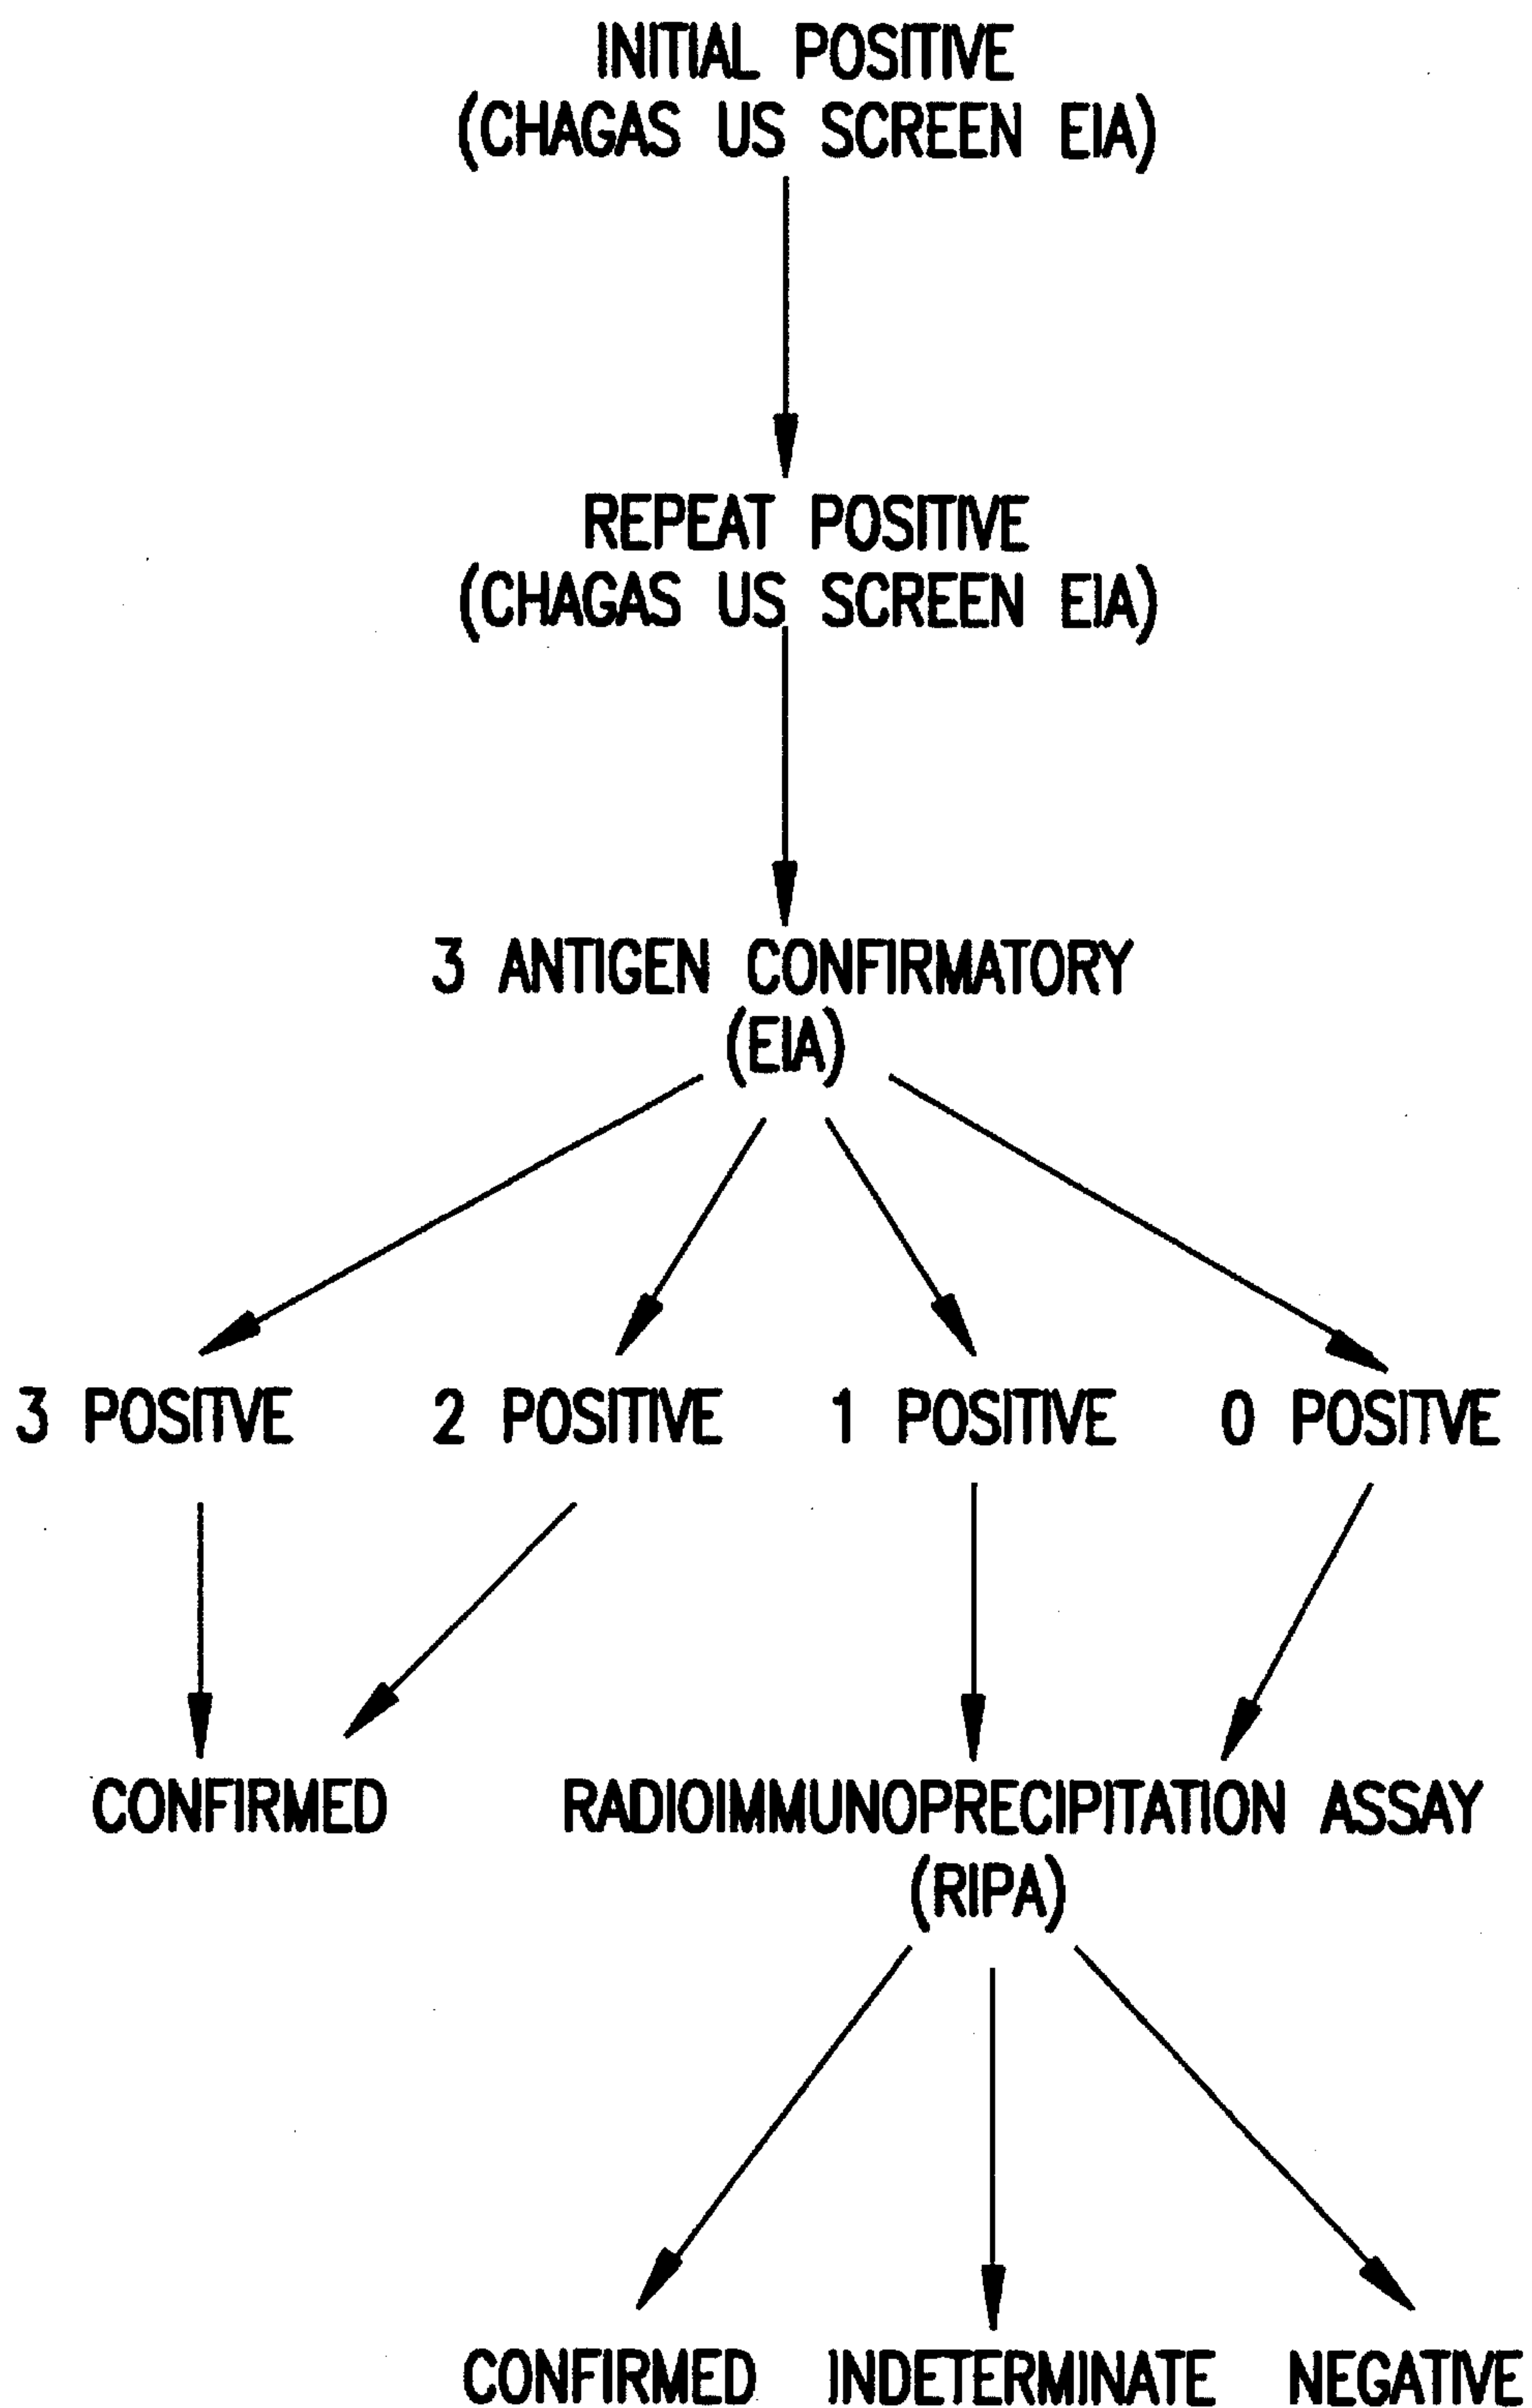 INITIAL POSITIVE
(CHAGAS US SCREEN EIA)
REPEAT POSITIVE
(CHAGAS US SCREEN EIA)
3 ANTIGEN CONFIRMATORY
(EIA)
3 POSITVE 2 POSITIVE 1 POSITIVE 0 POSITVE
CONFIRMED RADIOIMMUNOPRECIPITATION ASSAY
(RIPA)
CONFIRMED INDETERMINATE NEGATIVE